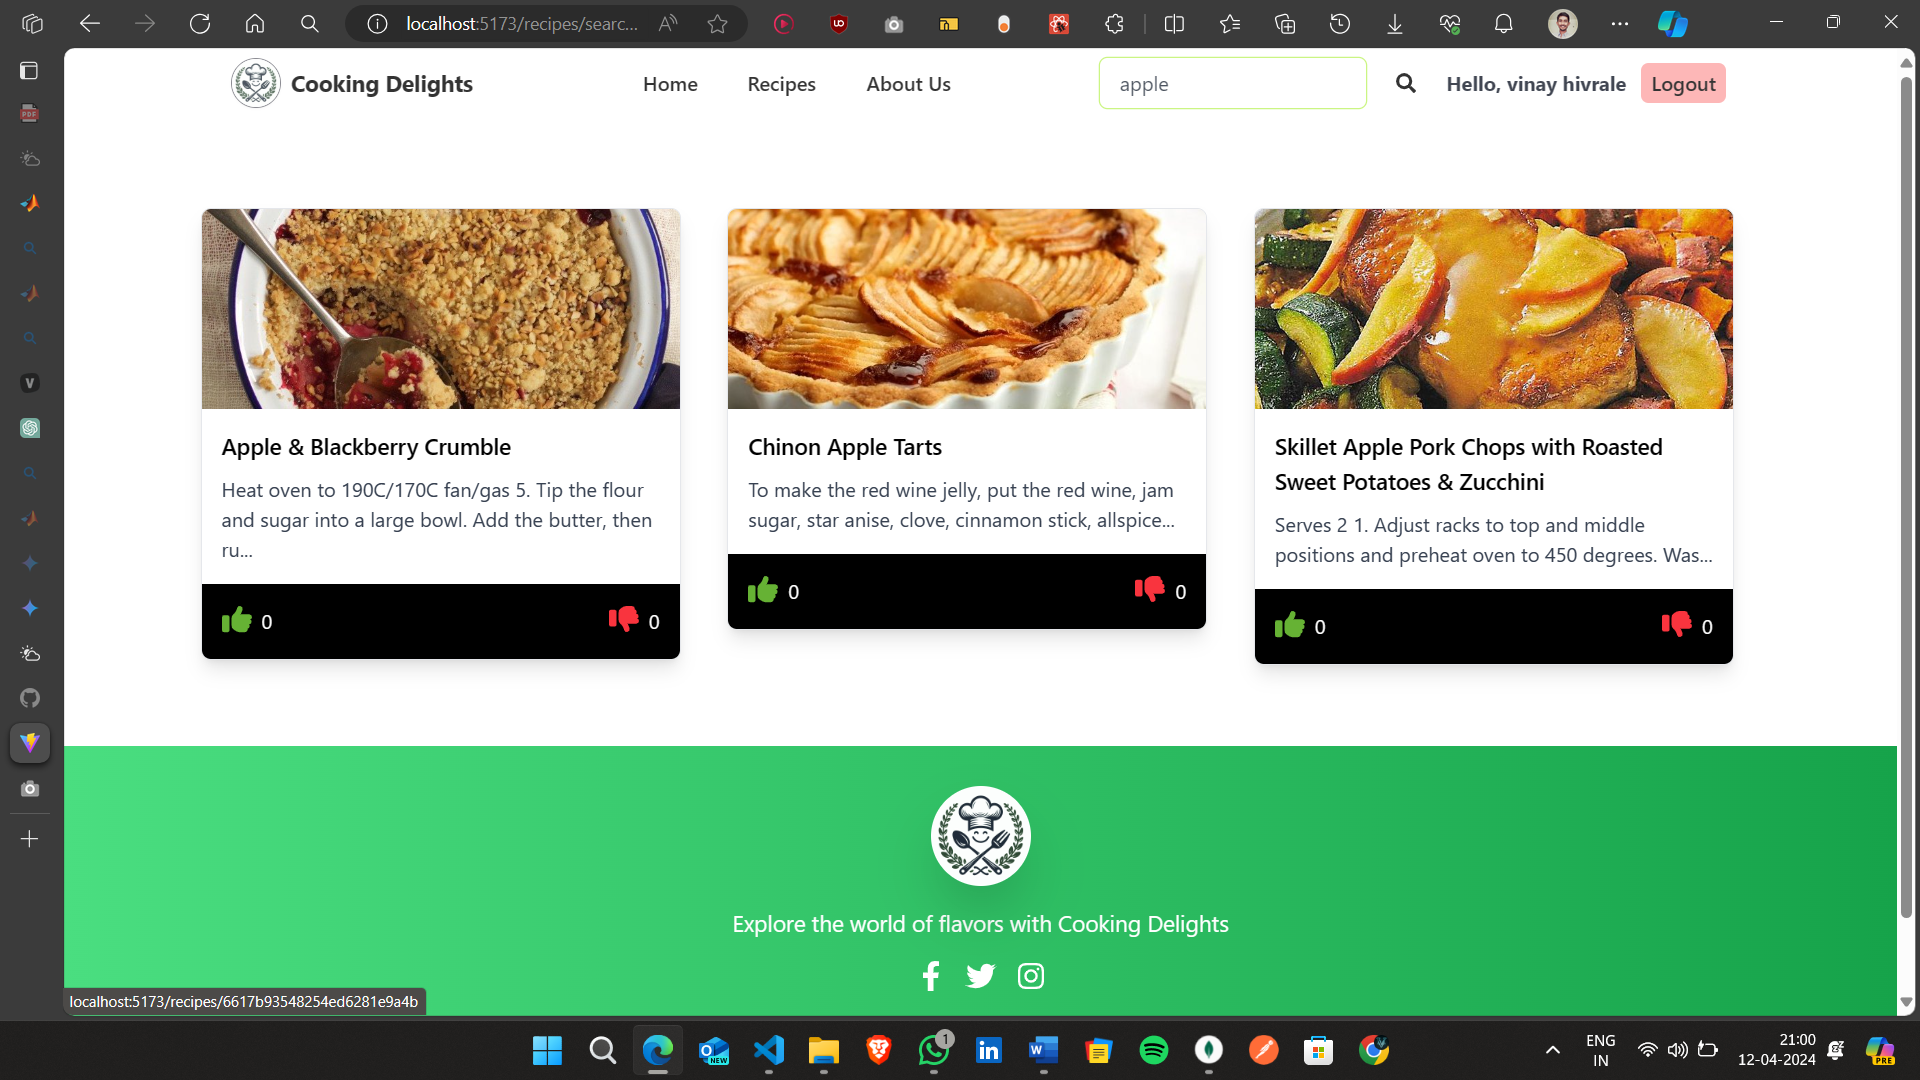 localhost:5173/recipes/searc...
Cooking Delights
Home
Recipes
About Us
apple
Hello, vinay hivrale
Logout
Apple & Blackberry Crumble
Heat oven to 190C/170C fan/gas 5. Tip the flour
and sugar into a large bowl. Add the butter, then
ru...
0
0
Chinon Apple Tarts
To make the red wine jelly, put the red wine, jam
sugar, star anise, clove, cinnamon stick, allspice...
0
0
Skillet Apple Pork Chops with Roasted
Sweet Potatoes & Zucchini
Serves 2 1. Adjust racks to top and middle
positions and preheat oven to 450 degrees. Was...
0
0
Explore the world of flavors with Cooking Delights
localhost:5173/recipes/6617b93548254ed6281e9a4b
PDF
V
NEW
1
W
ENG
IN
21:00
12-04-2024
PRE